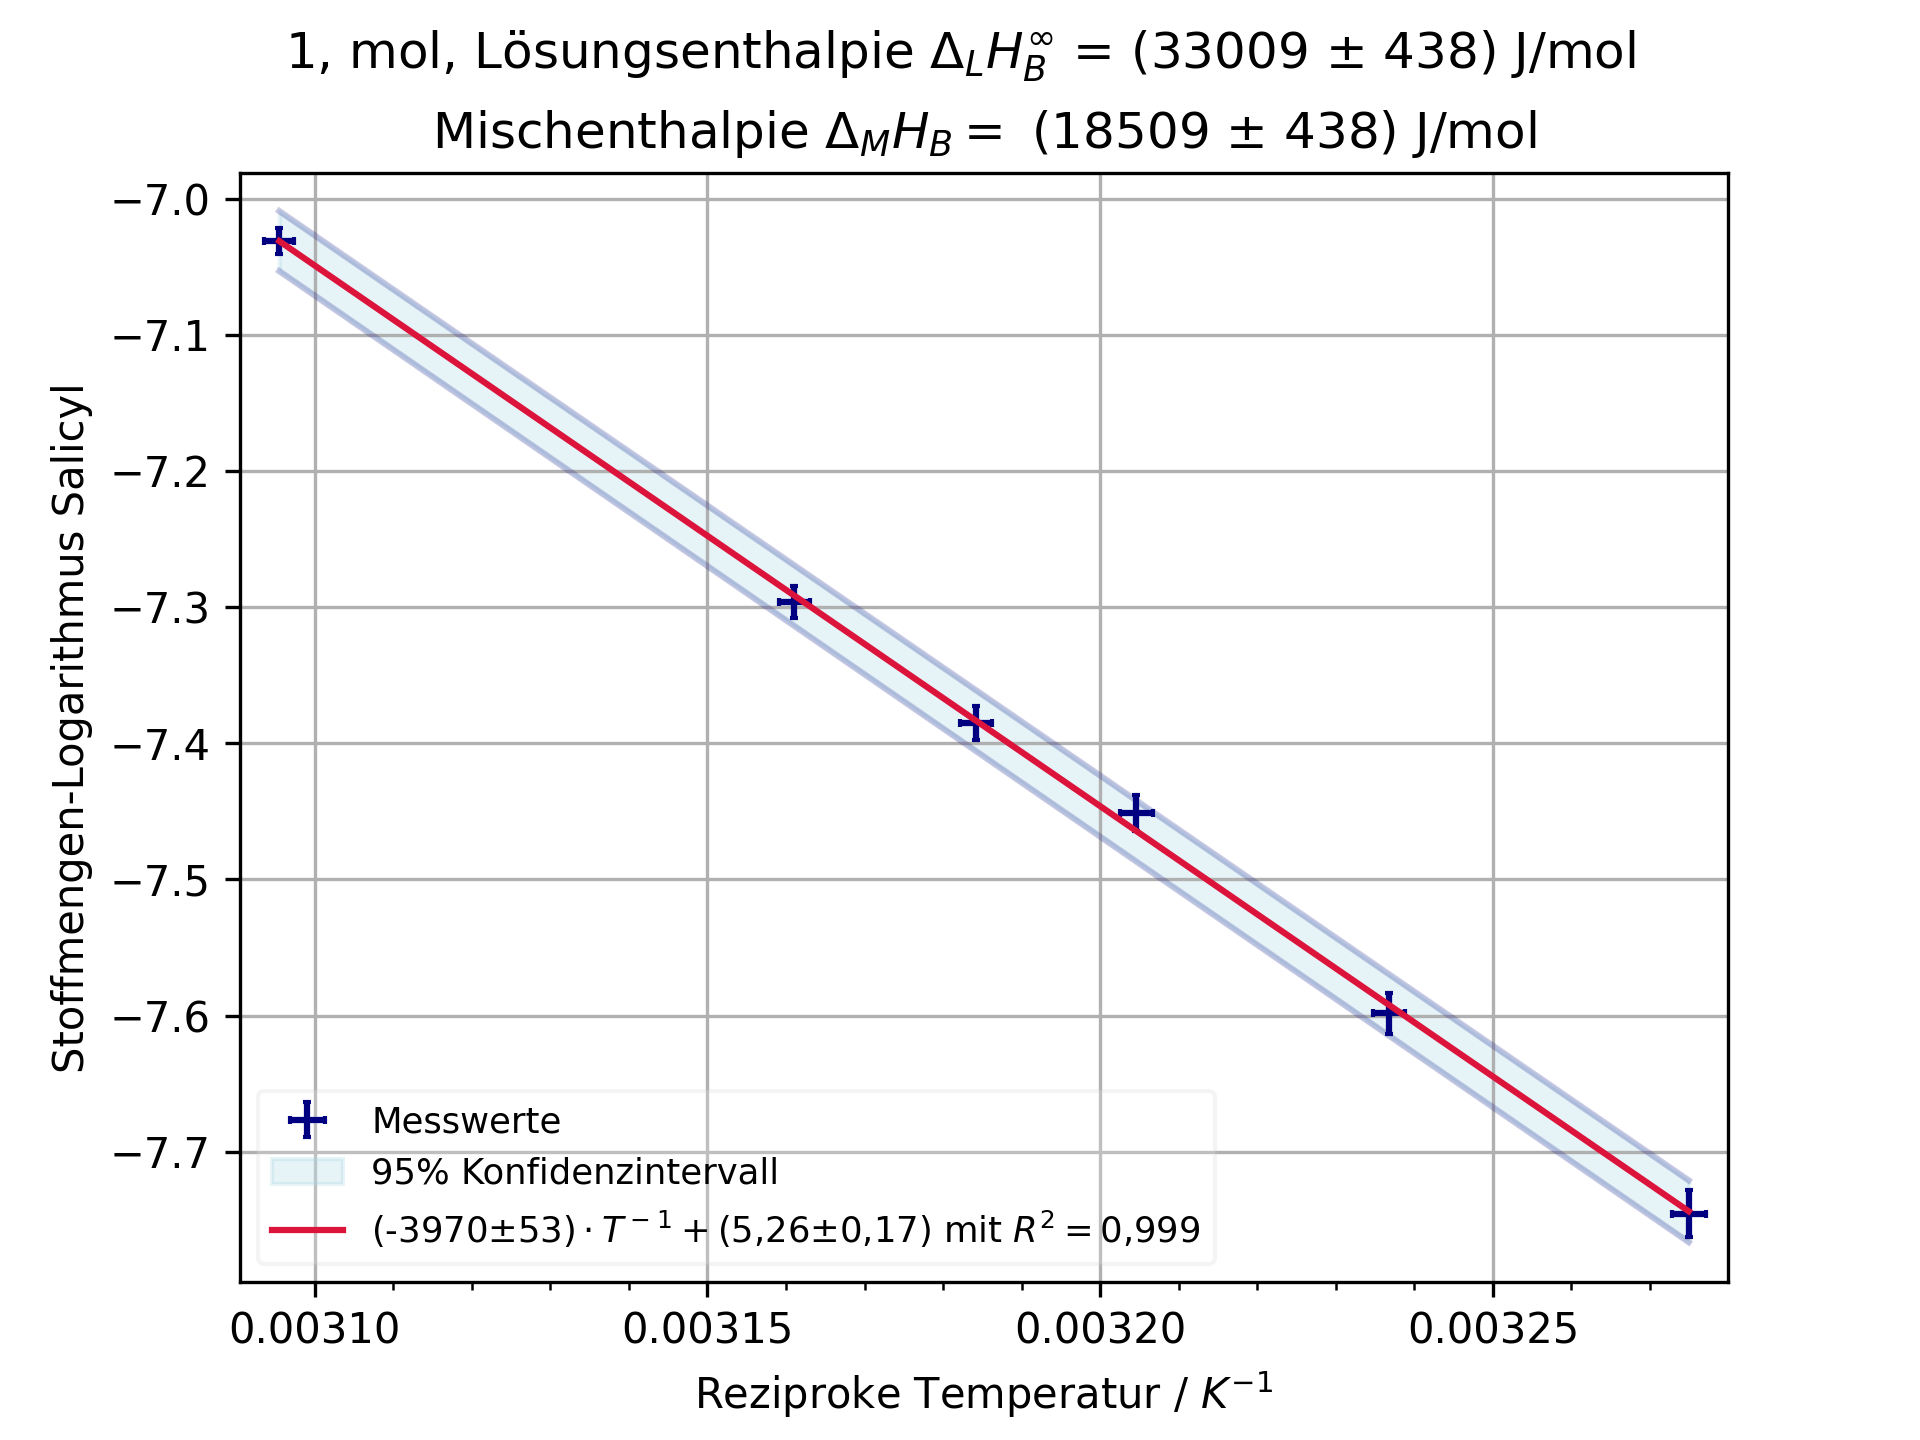 1, mol, Lösungsenthalpie Δ_L H_B^∞ = (33009 ± 438) J/mol
Mischenthalpie Δ_M H_B = (18509 ± 438) J/mol
−7.0
−7.1
−7.2
−7.3
−7.4
−7.5
−7.6
−7.7
Stoffmengen-Logarithmus Salicyl
Messwerte
95% Konfidenzintervall
(-3970±53) · T⁻¹ + (5,26±0,17) mit R² = 0,999
0.00310 0.00315 0.00320 0.00325
Reziproke Temperatur / K⁻¹